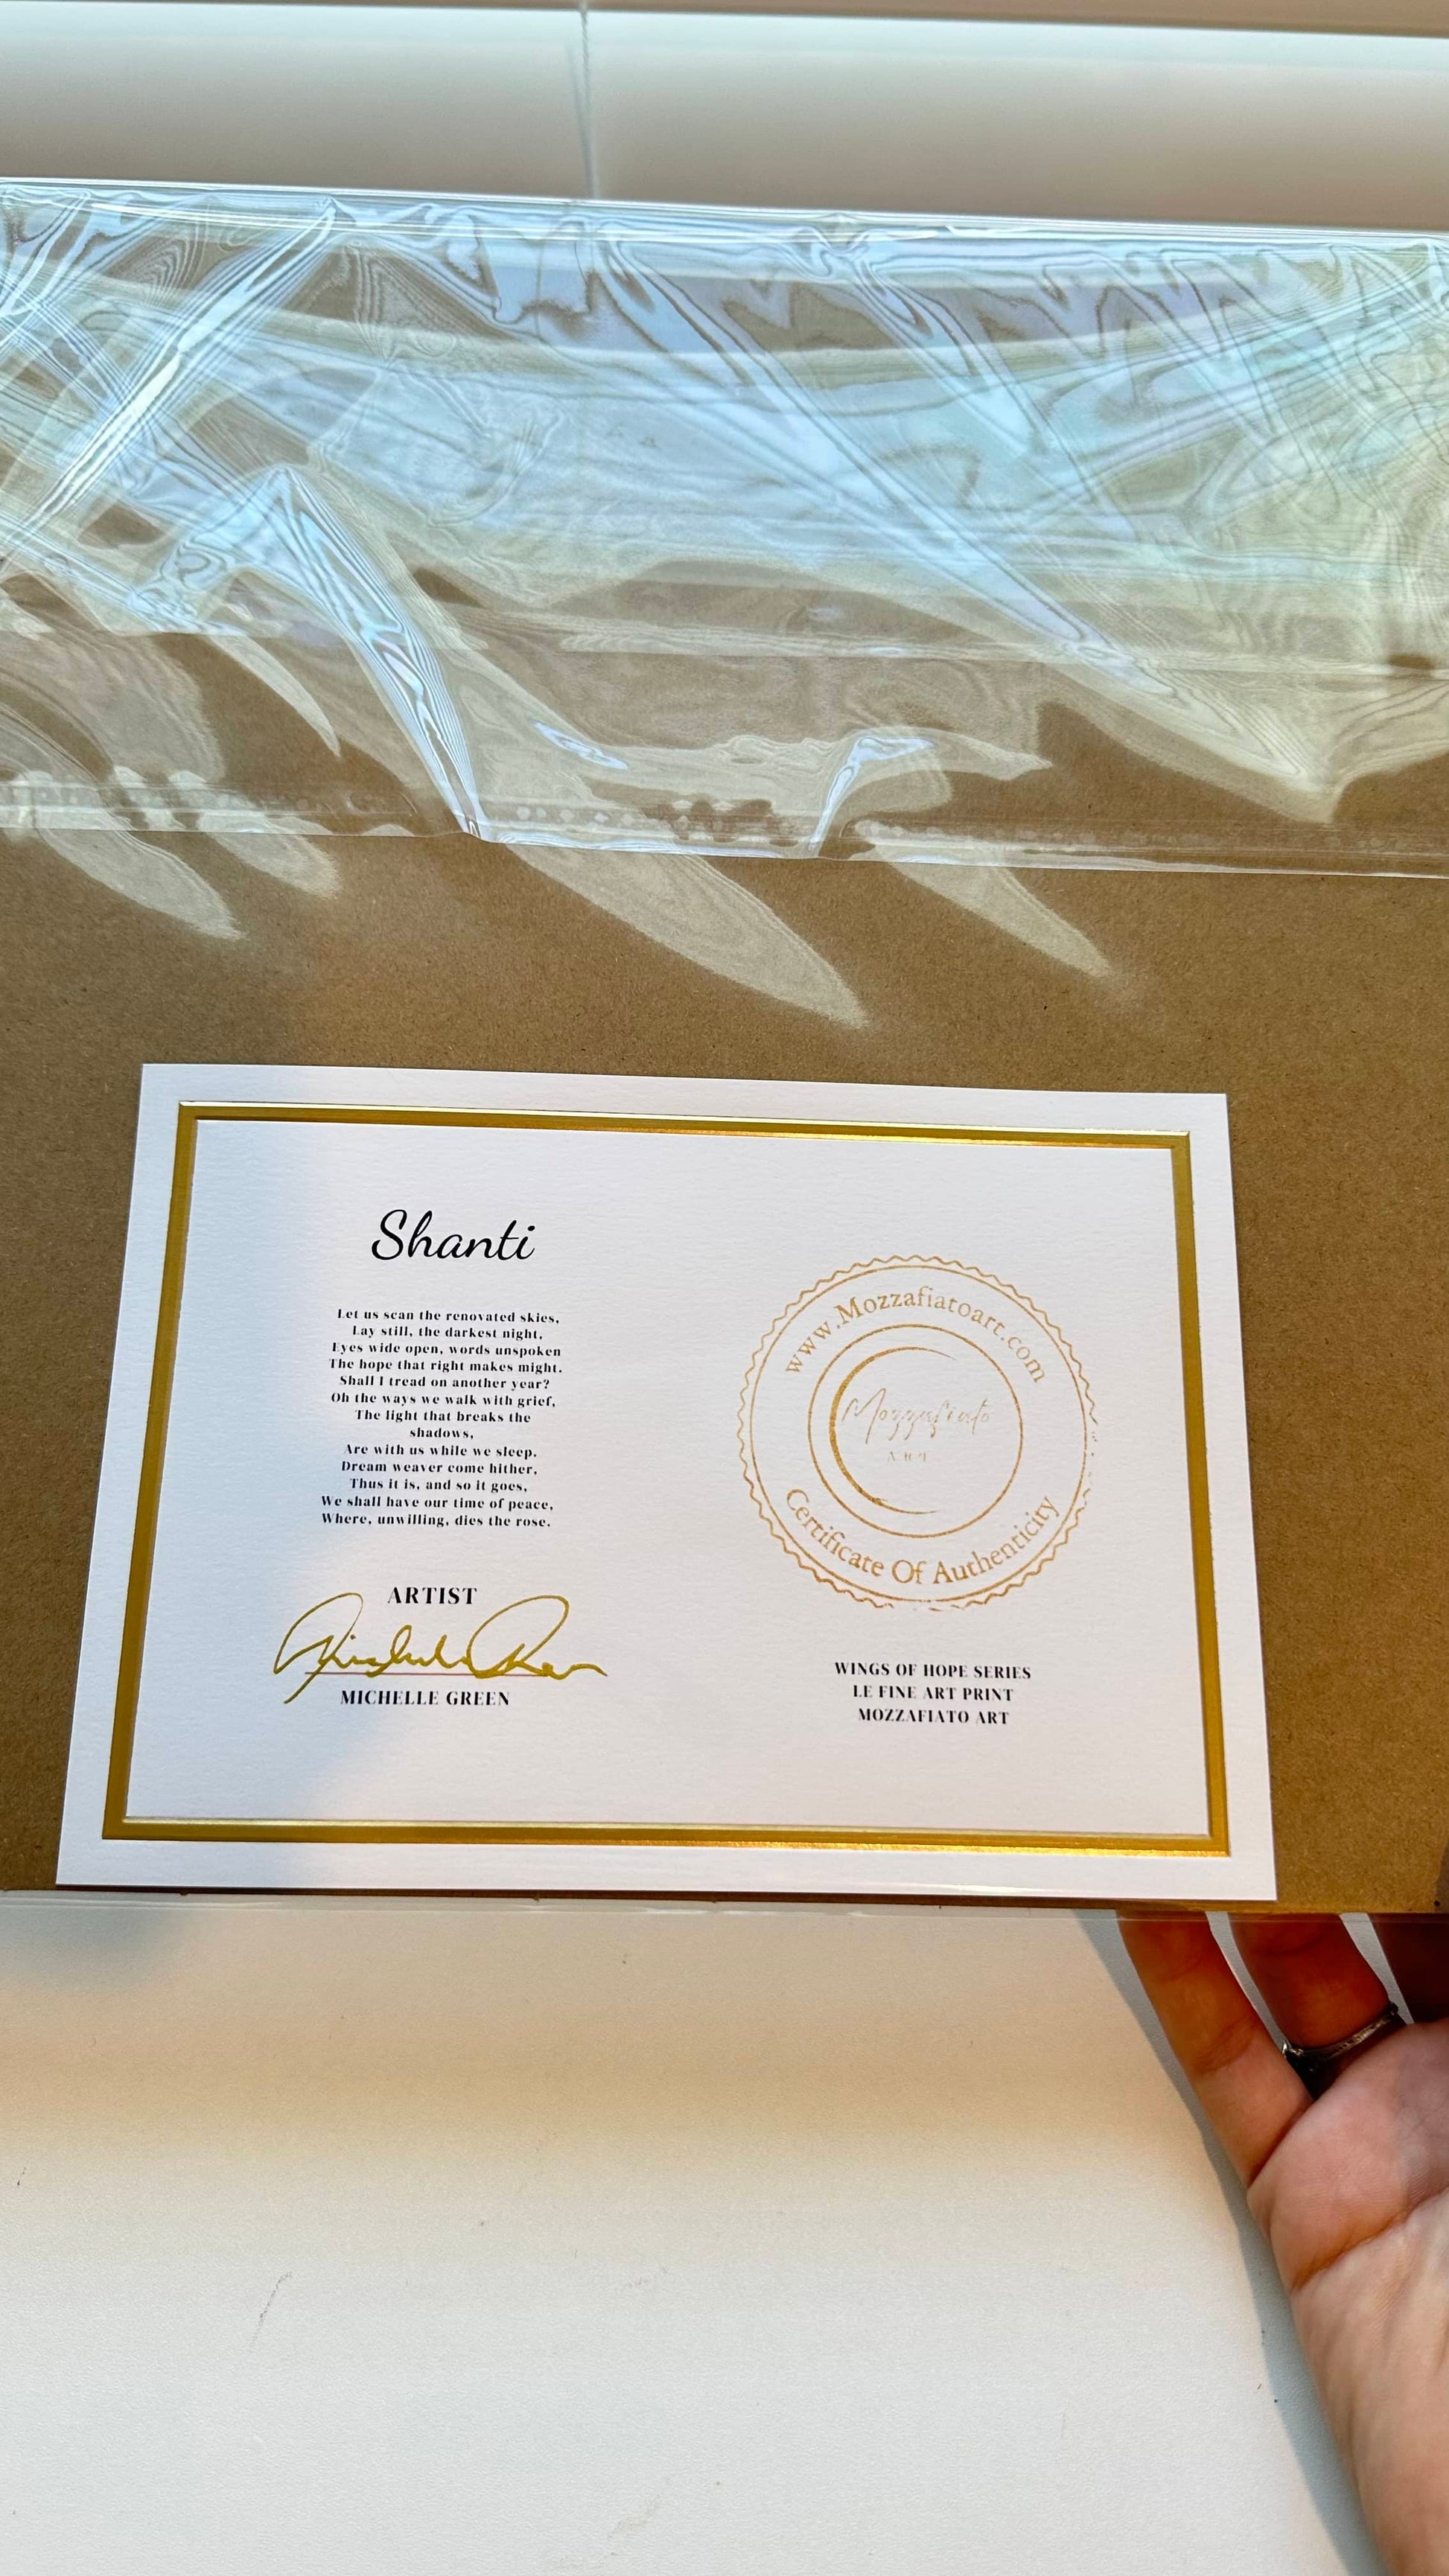 Shanti
Let us scan the renovated skies,
Lay still, the darkest night,
Eyes wide open, words unspoken
The hope that right makes might.
Shall I tread on another year?
Oh the ways we walk with grief,
The light that breaks the
shadows,
Are with us while we sleep.
Dream weaver come hither,
Thus it is, and so it goes,
We shall have our time of peace,
Where, unwilling, dies the rose.
ARTIST
Michelle Green
MICHELLE GREEN
www.Mozzafiatoart.com
Mozzafiato
ART
Certificate Of Authenticity
WINGS OF HOPE SERIES
LE FINE ART PRINT
MOZZAFIATO ART